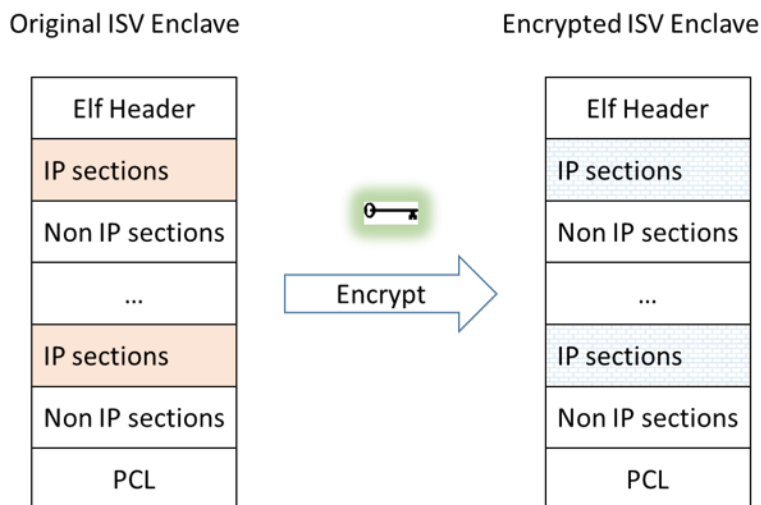 Original ISV Enclave
Elf Header
IP sections
Non IP sections
...
IP sections
Non IP sections
PCL
Encrypt
Encrypted ISV Enclave
Elf Header
IP sections
Non IP sections
...
IP sections
Non IP sections
PCL